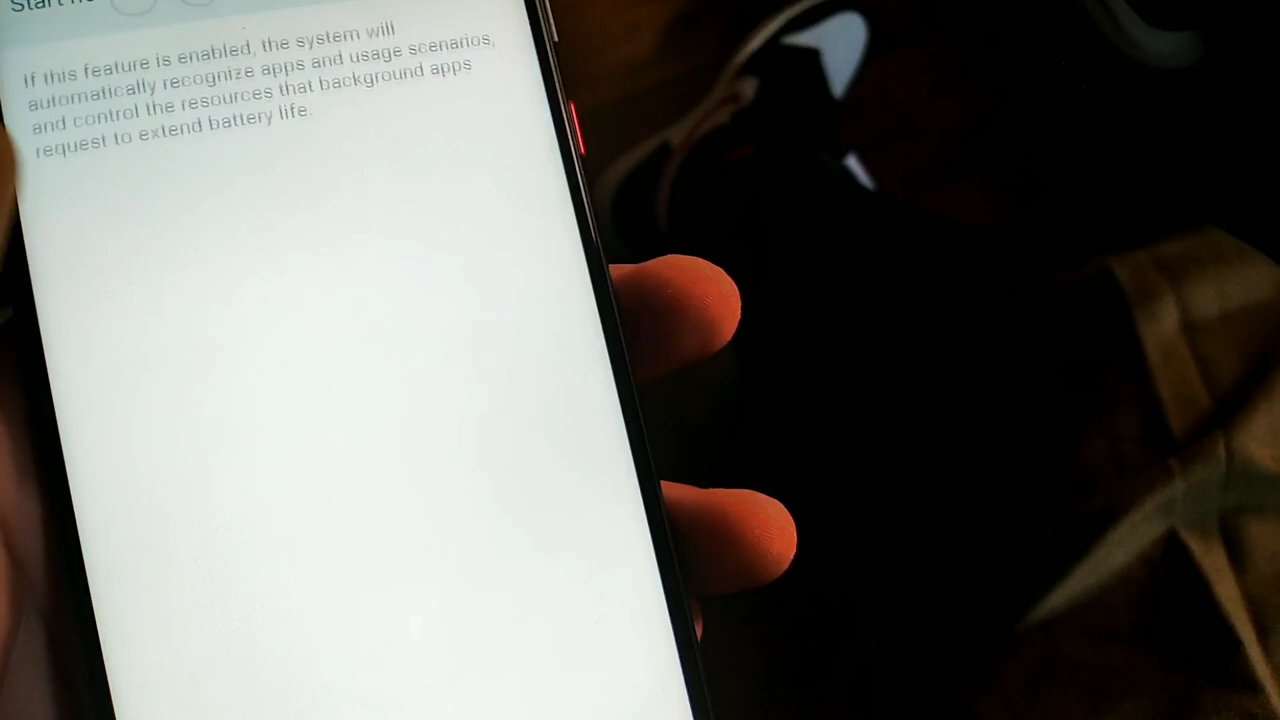 Start
If this feature is enabled, the system will
automatically recognize apps and usage scenarios,
and control the resources that background apps
request to extend battery life.